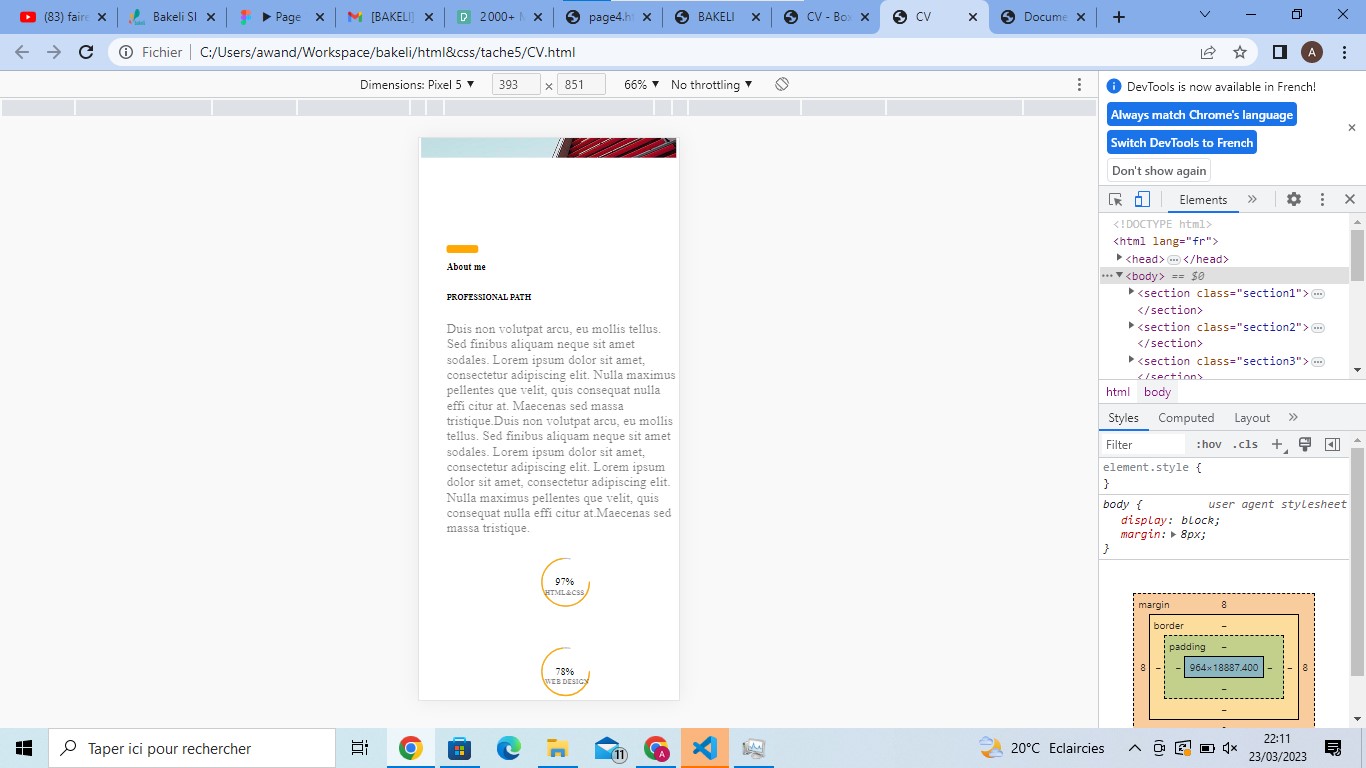 (83) faire
Bakeli Sl
▶ Page
[BAKELI]
2 000+ M
page4.ht
BAKELI
CV - Box
CV
Docume
Fichier
C:/Users/awand/Workspace/bakeli/html&css/tache5/CV.html
A
Dimensions: Pixel 5 ▼
393 × 851
66% ▼
No throttling ▼
DevTools is now available in French!
Always match Chrome's language
Switch DevTools to French
Don't show again
Elements
<!DOCTYPE html>
<html lang="fr">
<head>…</head>
<body> == $0
<section class="section1">…
</section>
<section class="section2">…
</section>
<section class="section3">…
</section>
html body
Styles Computed Layout
Filter :hov .cls
element.style {
}
body { user agent stylesheet
display: block;
margin: 8px;
}
margin 8
border –
padding –
8 – – 964×18887.400 – – 8
–
–
About me
PROFESSIONAL PATH
Duis non volutpat arcu, eu mollis tellus.
Sed finibus aliquam neque sit amet
sodales. Lorem ipsum dolor sit amet,
consectetur adipiscing elit. Nulla maximus
pellentes que velit, quis consequat nulla
effi citur at. Maecenas sed massa
tristique.Duis non volutpat arcu, eu mollis
tellus. Sed finibus aliquam neque sit amet
sodales. Lorem ipsum dolor sit amet,
consectetur adipiscing elit. Lorem ipsum
dolor sit amet, consectetur adipiscing elit.
Nulla maximus pellentes que velit, quis
consequat nulla effi citur at.Maecenas sed
massa tristique.
97%
HTML&CSS
78%
WEB DESIGN
Taper ici pour rechercher
11
A
20°C Eclaircies
22:11
23/03/2023